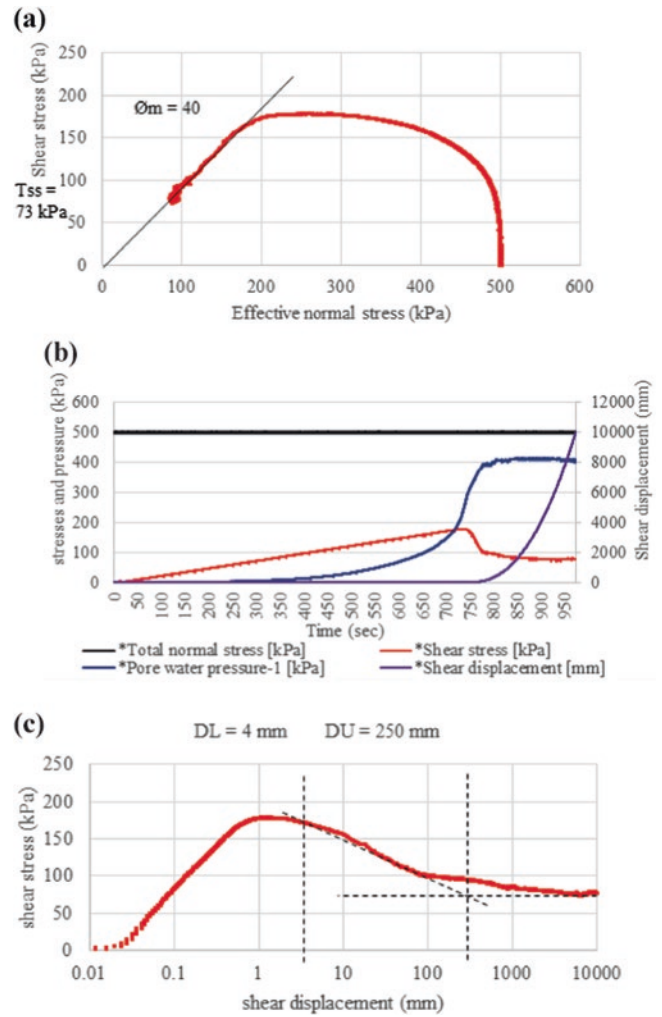 (a)
250
200
150
100
50
0
Shear stress (kPa)
Øm = 40
Tss =
73 kPa
100 200 300 400 500 600
Effective normal stress (kPa)
(b)
600
500
400
300
200
100
0
stresses and pressure (kPa)
12000
10000
8000
6000
4000
2000
0
Shear displacement (mm)
0 50 100 150 200 250 300 350 400 450 500 550 600 650 700 750 800 850 900 950
Time (sec)
*Total normal stress [kPa] *Shear stress [kPa]
*Pore water pressure-1 [kPa] *Shear displacement [mm]
(c)
DL = 4 mm DU = 250 mm
250
200
150
100
50
0
shear stress (kPa)
0.01 0.1 1 10 100 1000 10000
shear displacement (mm)